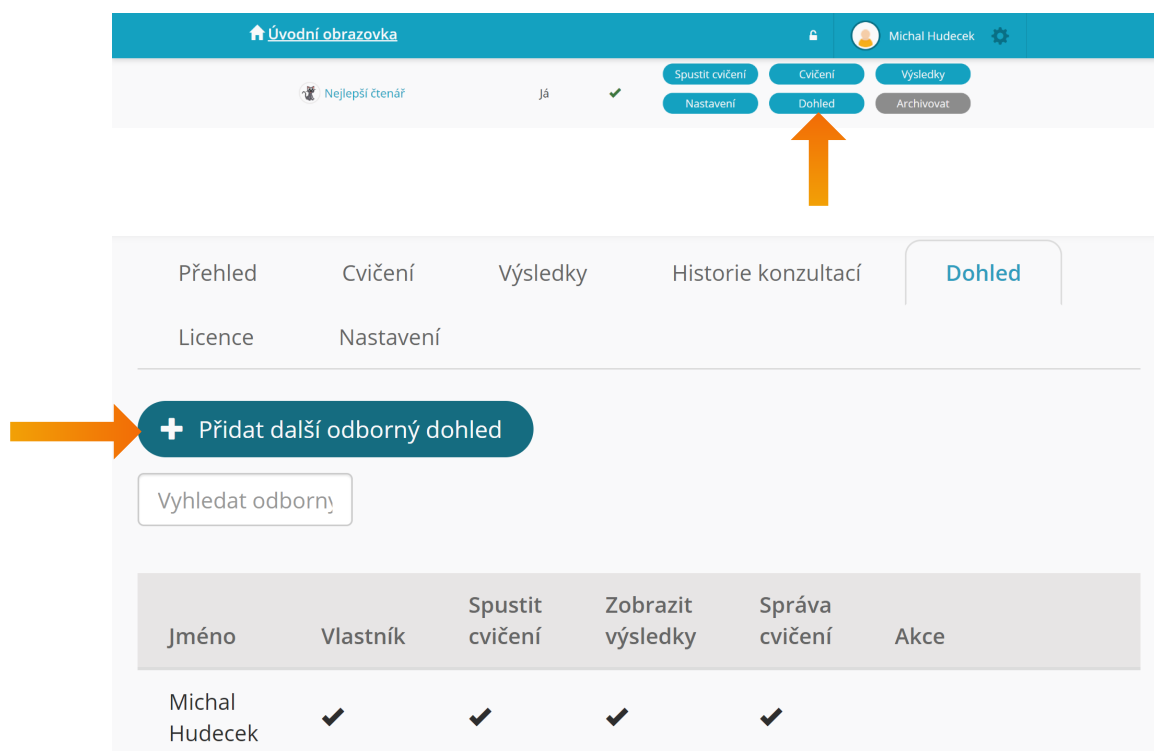 Úvodní obrazovka
Michal Hudecek
Nejlepší čtenář
Já
Spustit cvičení
Cvičení
Výsledky
Nastavení
Dohled
Archivovat
Přehled
Cvičení
Výsledky
Historie konzultací
Dohled
Licence
Nastavení
Přidat další odborný dohled
Vyhledat odborný
Jméno
Vlastník
Spustit
cvičení
Zobrazit
výsledky
Správa
cvičení
Akce
Michal
Hudecek